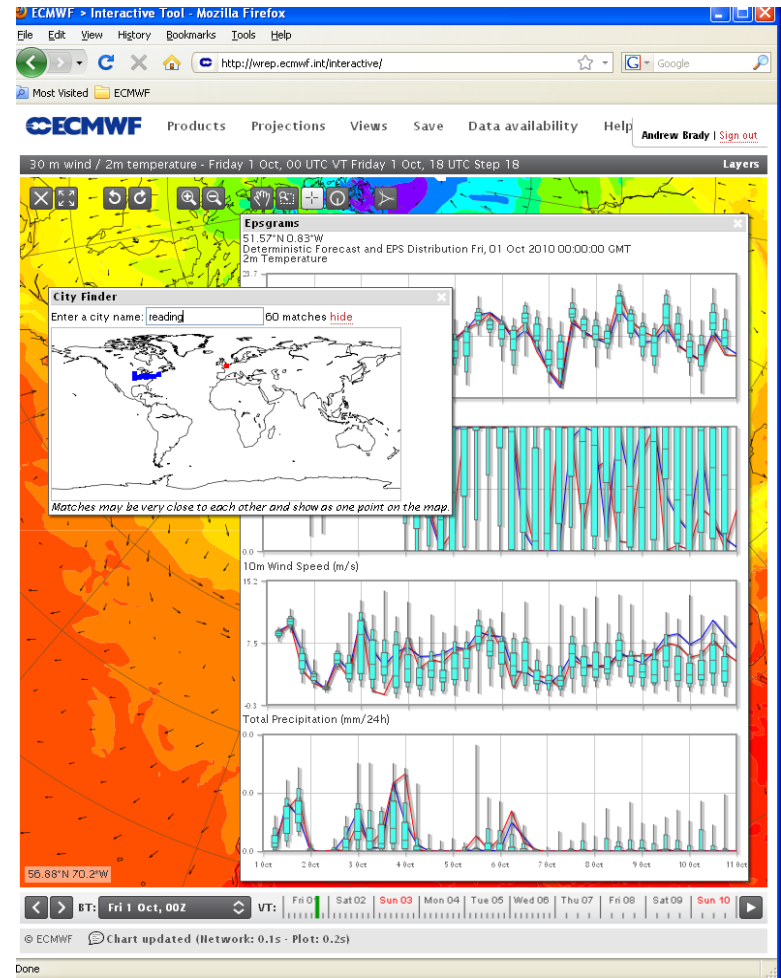 ECMWF > Interactive Tool - Mozilla Firefox
File Edit View History Bookmarks Tools Help
http://wrep.ecmwf.int/interactive/
G Google
Most Visited ECMWF
ECMWF Products Projections Views Save Data availability Help
Andrew Brady | Sign out
30 m wind / 2m temperature - Friday 1 Oct, 00 UTC VT Friday 1 Oct, 18 UTC Step 18 Layers
Epsgrams
51.57°N 0.83°W
Deterministic Forecast and EPS Distribution Fri, 01 Oct 2010 00:00:00 GMT
2m Temperature
23.7
City Finder
Enter a city name: reading 60 matches hide
Matches may be very close to each other and show as one point on the map.
0.0
10m Wind Speed (m/s)
15.2
7.5
-0.3
Total Precipitation (mm/24h)
0.0
0.0
0.0
1 Oct 2 Oct 3 Oct 4 Oct 5 Oct 6 Oct 7 Oct 8 Oct 9 Oct 10 Oct 11 Oct
56.88°N 70.2°W
BT: Fri 1 Oct, 00Z VT: Fri 01 Sat 02 Sun 03 Mon 04 Tue 05 Wed 06 Thu 07 Fri 08 Sat 09 Sun 10
© ECMWF Chart updated (Network: 0.1s - Plot: 0.2s)
Done